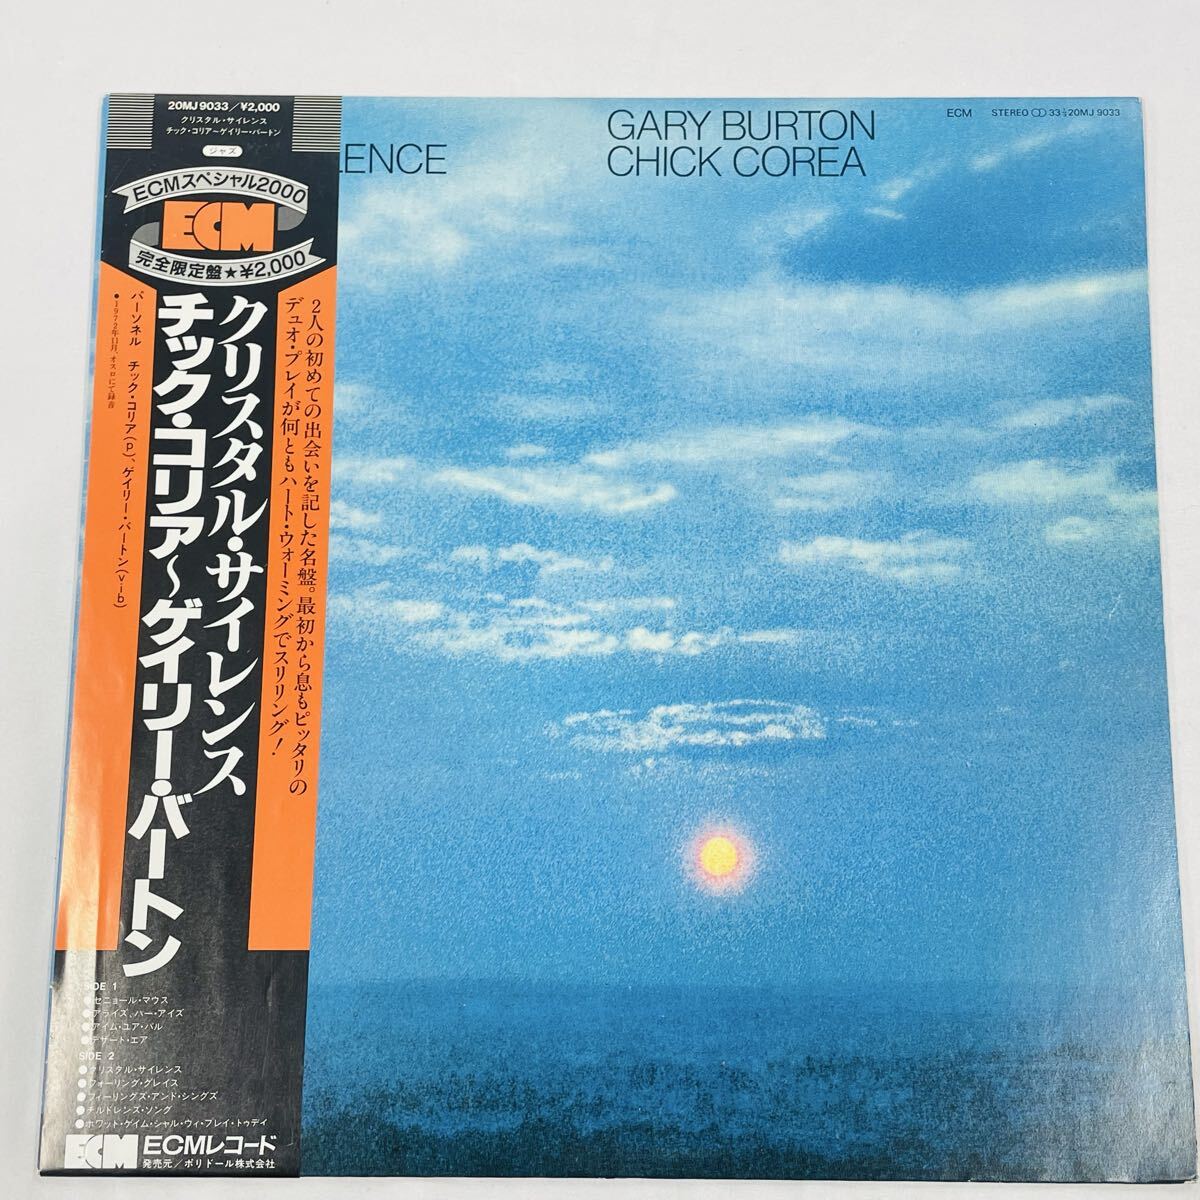 20MJ 9033/¥2,000
クリスタル・サイレンス
チック・コリア〜ゲイリー・バートン
ジャズ
ECMスペシャル2000
ECM
完全限定盤★¥2,000
クリスタル・サイレンス
チック・コリア〜ゲイリー・バートン
2人の初めての出会いを記した名盤。最初から息もピッタリの
デュオ・プレイが何ともハート・ウォーミングでスリリング!
パーソネル チック・コリア(p)、ゲイリー・バートン(vib)
●1972年11月、オスロにて録音
SIDE 1
●セニョール・マウス
●アライズ、ハー・アイズ
●アイム・ユア・パル
●デザート・エア
SIDE 2
●クリスタル・サイレンス
●フォーリング・グレイス
●フィーリングズ・アンド・シングズ
●チルドレンズ・ソング
●ホワット・ゲイム・シャル・ウィ・プレイ・トゥデイ
ECM ECMレコード
発売元/ポリドール株式会社
LENCE
GARY BURTON
CHICK COREA
ECM STEREO 33⅓20MJ 9033